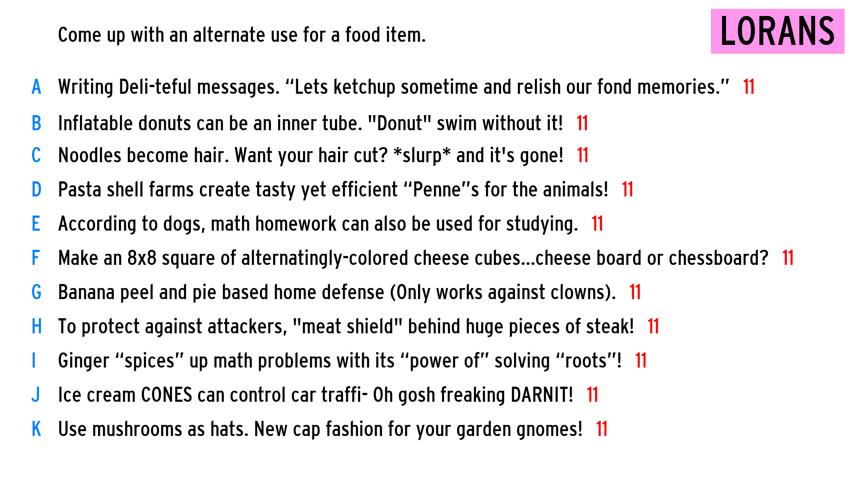 Come up with an alternate use for a food item.
LORANS
A Writing Deli-teful messages. “Lets ketchup sometime and relish our fond memories.” 11
B Inflatable donuts can be an inner tube. "Donut" swim without it! 11
C Noodles become hair. Want your hair cut? *slurp* and it's gone! 11
D Pasta shell farms create tasty yet efficient “Penne”s for the animals! 11
E According to dogs, math homework can also be used for studying. 11
F Make an 8x8 square of alternatingly-colored cheese cubes...cheese board or chessboard? 11
G Banana peel and pie based home defense (Only works against clowns). 11
H To protect against attackers, "meat shield" behind huge pieces of steak! 11
I Ginger “spices” up math problems with its “power of” solving “roots”! 11
J Ice cream CONES can control car traffi- Oh gosh freaking DARNIT! 11
K Use mushrooms as hats. New cap fashion for your garden gnomes! 11